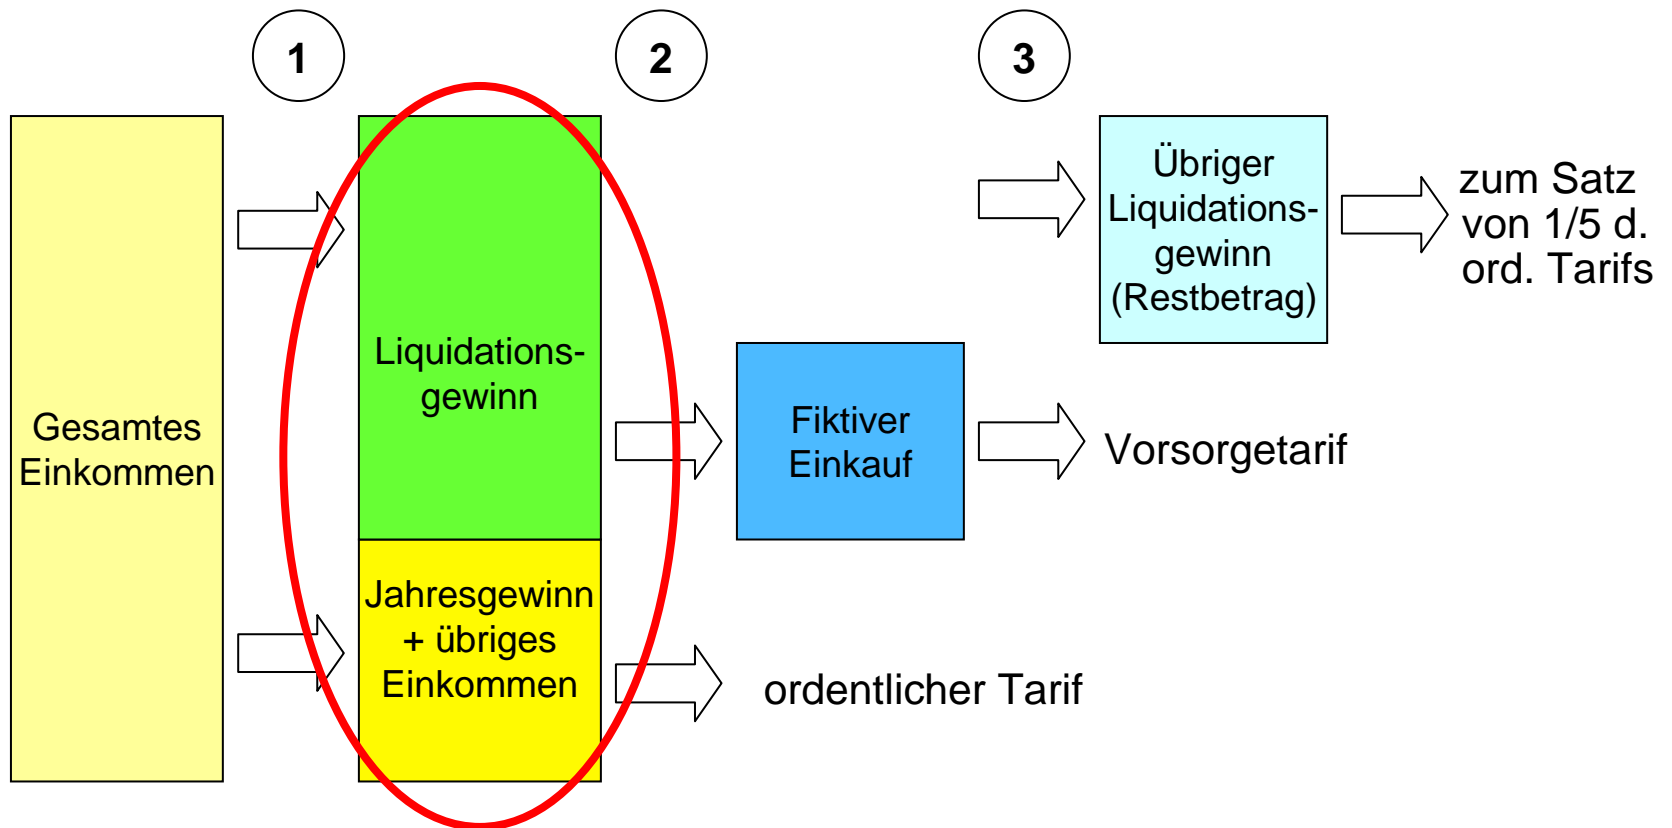 1
2
3
Gesamtes
Einkommen
Liquidations-
gewinn
Jahresgewinn
+ übriges
Einkommen
Fiktiver
Einkauf
ordentlicher Tarif
Übriger
Liquidations-
gewinn
(Restbetrag)
Vorsorgetarif
zum Satz
von 1/5 d.
ord. Tarifs